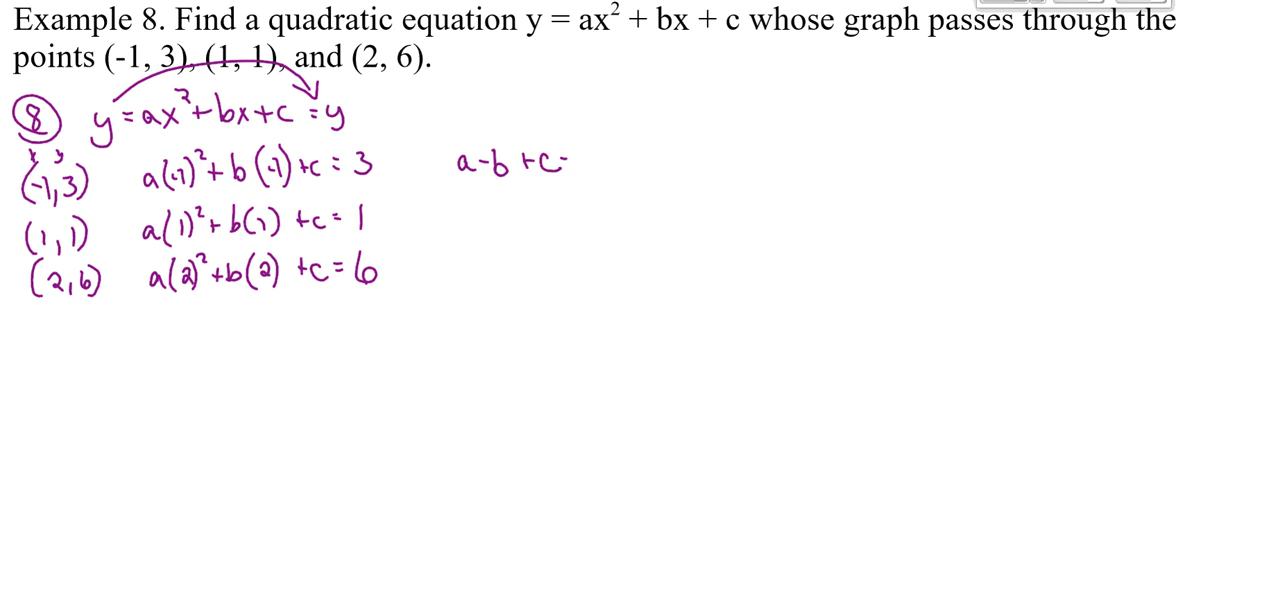 Example 8. Find a quadratic equation y = ax² + bx + c whose graph passes through the
points (-1, 3), (1, 1), and (2, 6).
⑧ y = ax² + bx + c = y
x y
(-1, 3) a(-1)² + b(-1) + c = 3 a - b + c =
(1, 1) a(1)² + b(1) + c = 1
(2, 6) a(2)² + b(2) + c = 6